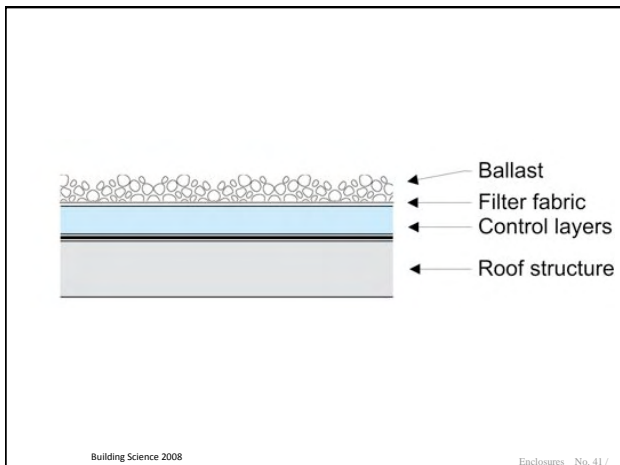 Ballast
Filter fabric
Control layers
Roof structure
Building Science 2008
Enclosures No. 41 /